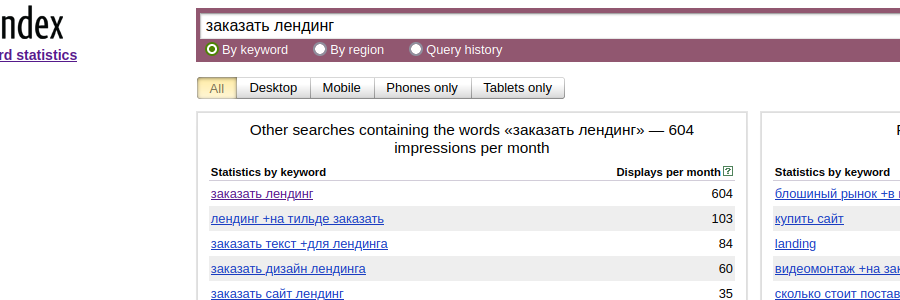 ndex
заказать лендинг
rd statistics
By keyword By region Query history
All Desktop Mobile Phones only Tablets only
Other searches containing the words «заказать лендинг» — 604
impressions per month
Statistics by keyword Displays per month ?
заказать лендинг 604
лендинг +на тильде заказать 103
заказать текст +для лендинга 84
заказать дизайн лендинга 60
заказать сайт лендинг 35
Statistics by keyword
блошиный рынок +в
купить сайт
landing
видеомонтаж +на зак
сколько стоит постав